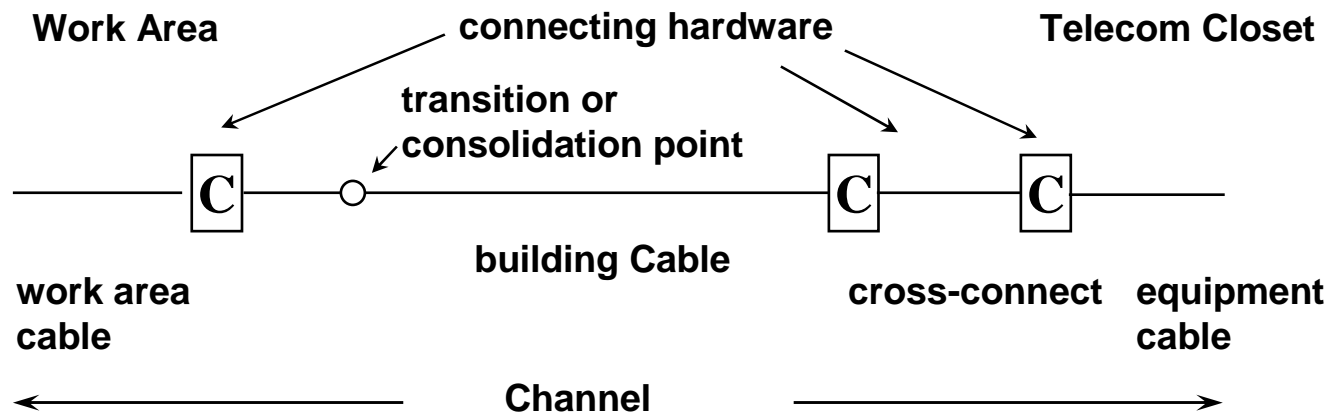 Work Area
connecting hardware
Telecom Closet
transition or
consolidation point
C
C
C
building Cable
work area
cable
cross-connect
equipment
cable
Channel